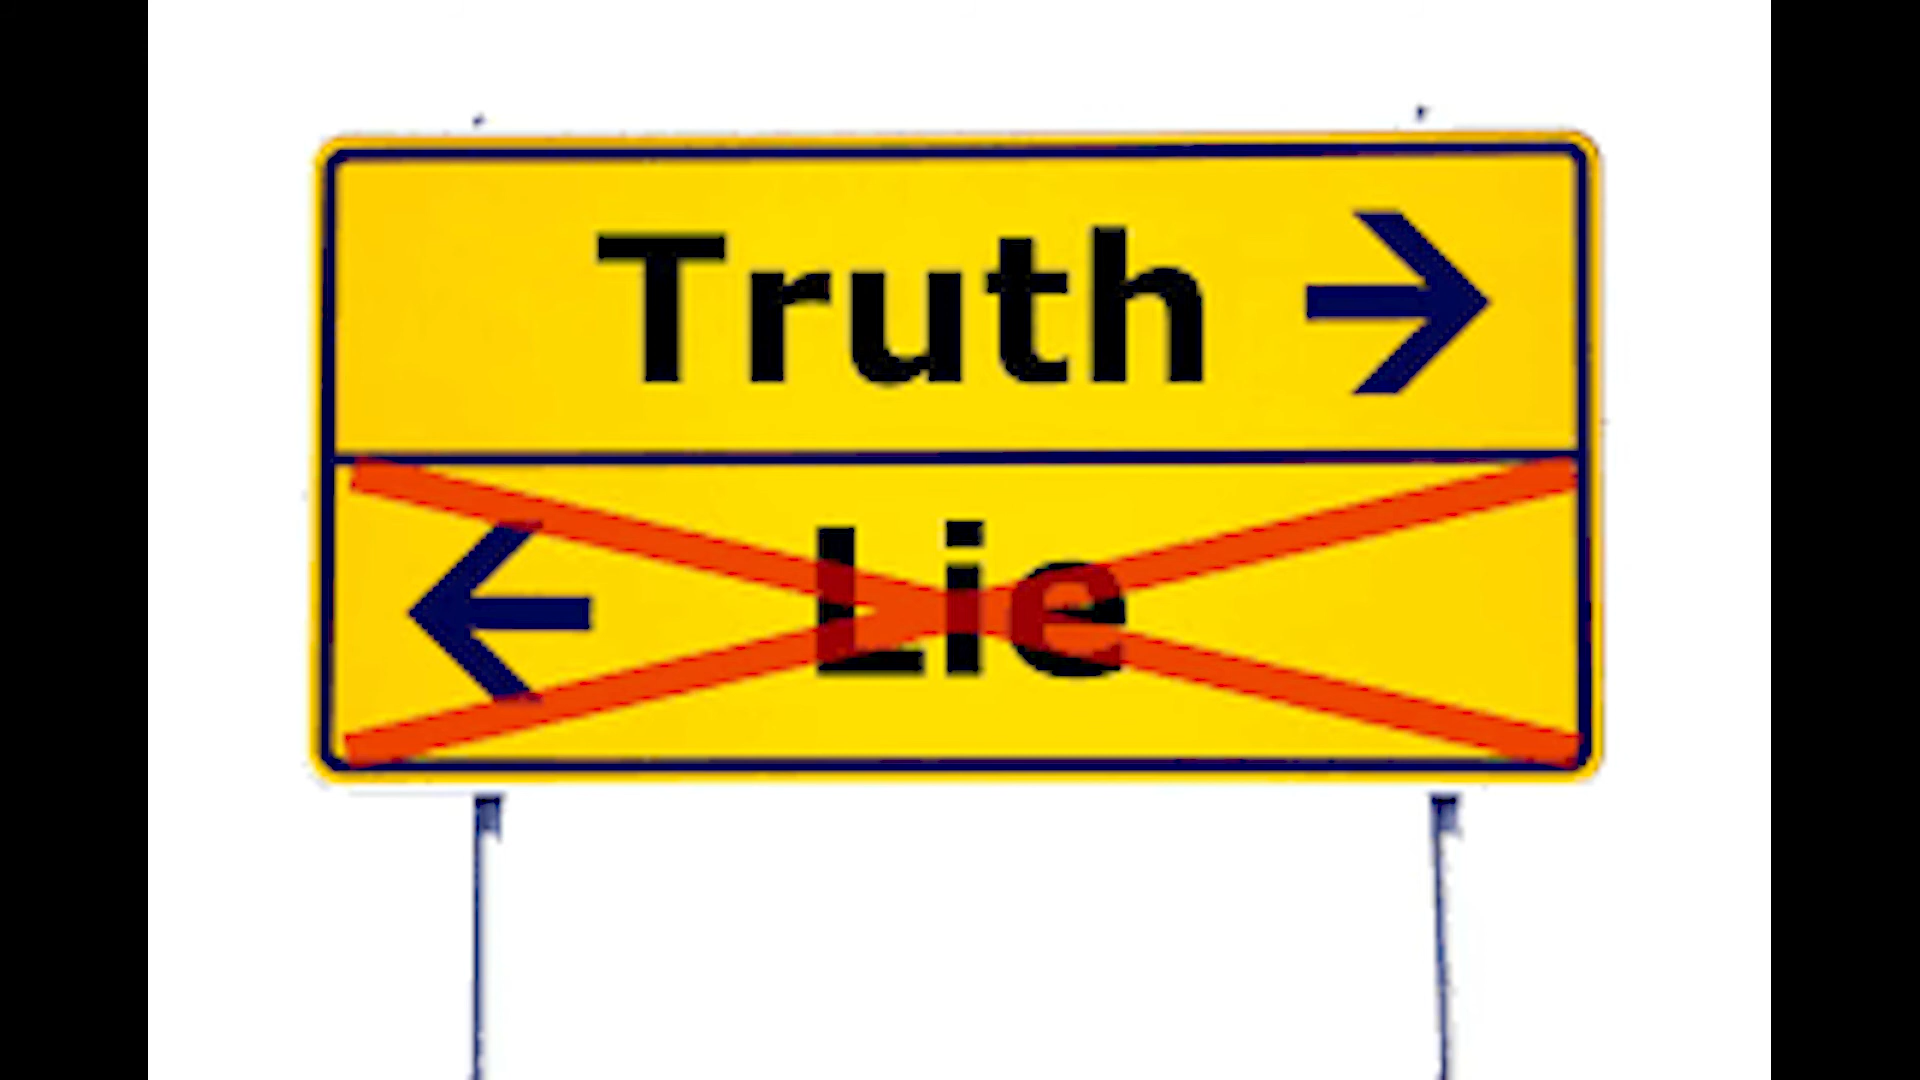 Truth →
← Lie